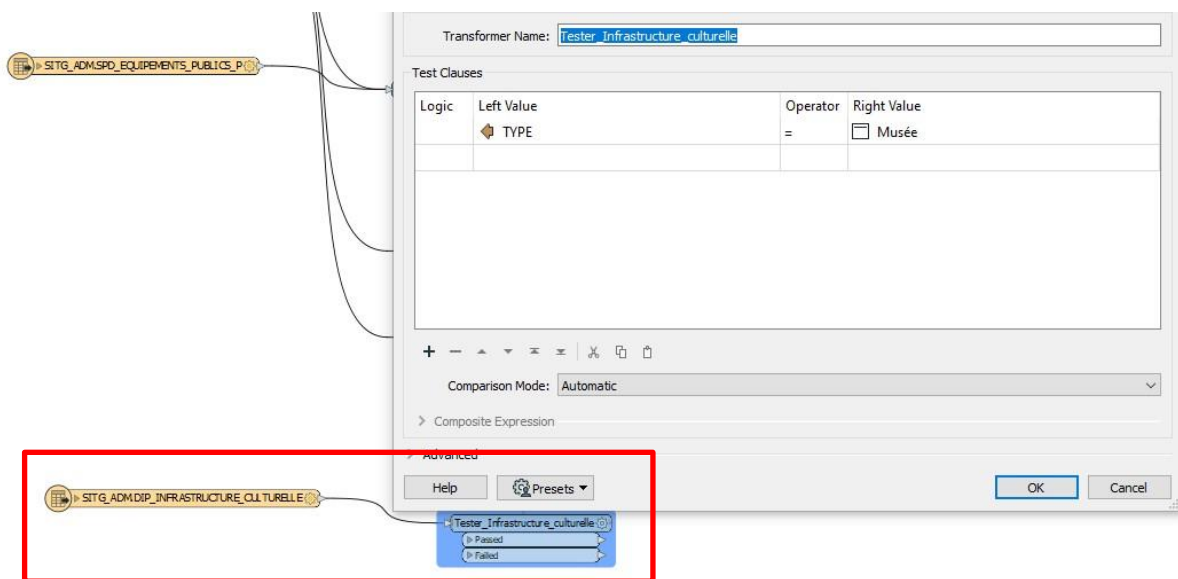 Transformer Name: Tester_Infrastructure_culturelle
SITG_ADM.SPD_EQUIPEMENTS_PUBLICS_P
Test Clauses
Logic Left Value Operator Right Value
TYPE = Musée
Comparison Mode: Automatic
Composite Expression
Advanced
Help Presets OK Cancel
SITG_ADM.DIP_INFRASTRUCTURE_CULTURELLE
Tester_Infrastructure_culturelle
Passed
Failed